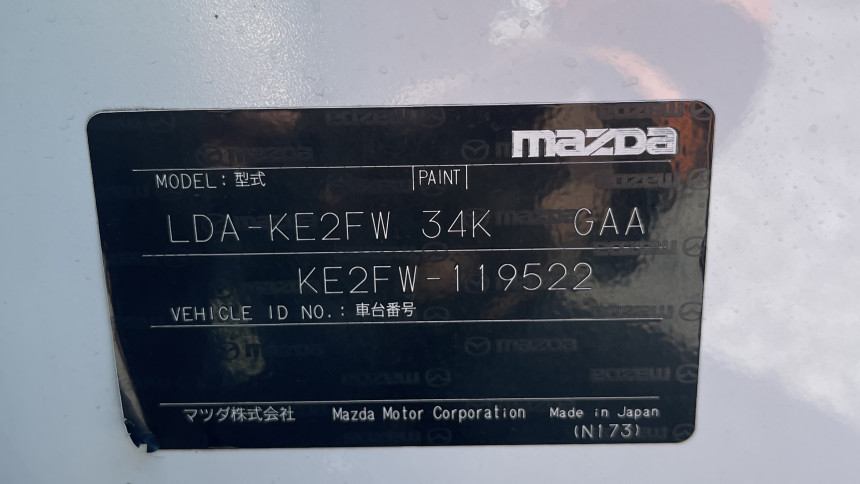 mazda
MODEL: 型式 |PAINT|
LDA-KE2FW 34K GAA
KE2FW-119522
VEHICLE ID NO.: 車台番号
マツダ株式会社 Mazda Motor Corporation Made in Japan
(N173)